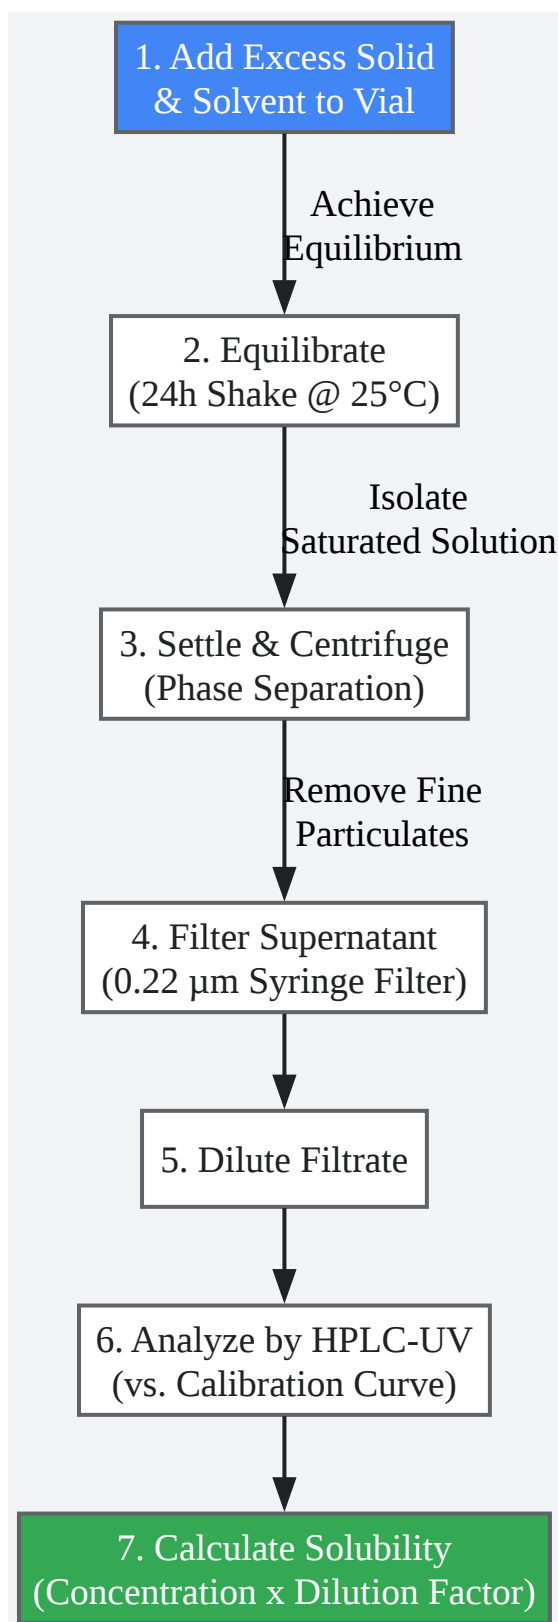 1. Add Excess Solid
& Solvent to Vial
Achieve
Equilibrium
2. Equilibrate
(24h Shake @ 25°C)
Isolate
Saturated Solution
3. Settle & Centrifuge
(Phase Separation)
Remove Fine
Particulates
4. Filter Supernatant
(0.22 µm Syringe Filter)
5. Dilute Filtrate
6. Analyze by HPLC-UV
(vs. Calibration Curve)
7. Calculate Solubility
(Concentration x Dilution Factor)